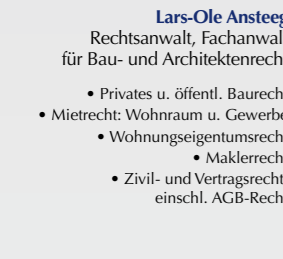 Lars-Ole Ansteeg
Rechtsanwalt, Fachanwal
für Bau- und Architektenrech
• Privates u. öffentl. Baurech
• Mietrecht: Wohnraum u. Gewerbe
• Wohnungseigentumsrech
• Maklerrech
• Zivil- und Vertragsrecht
einschl. AGB-Rech